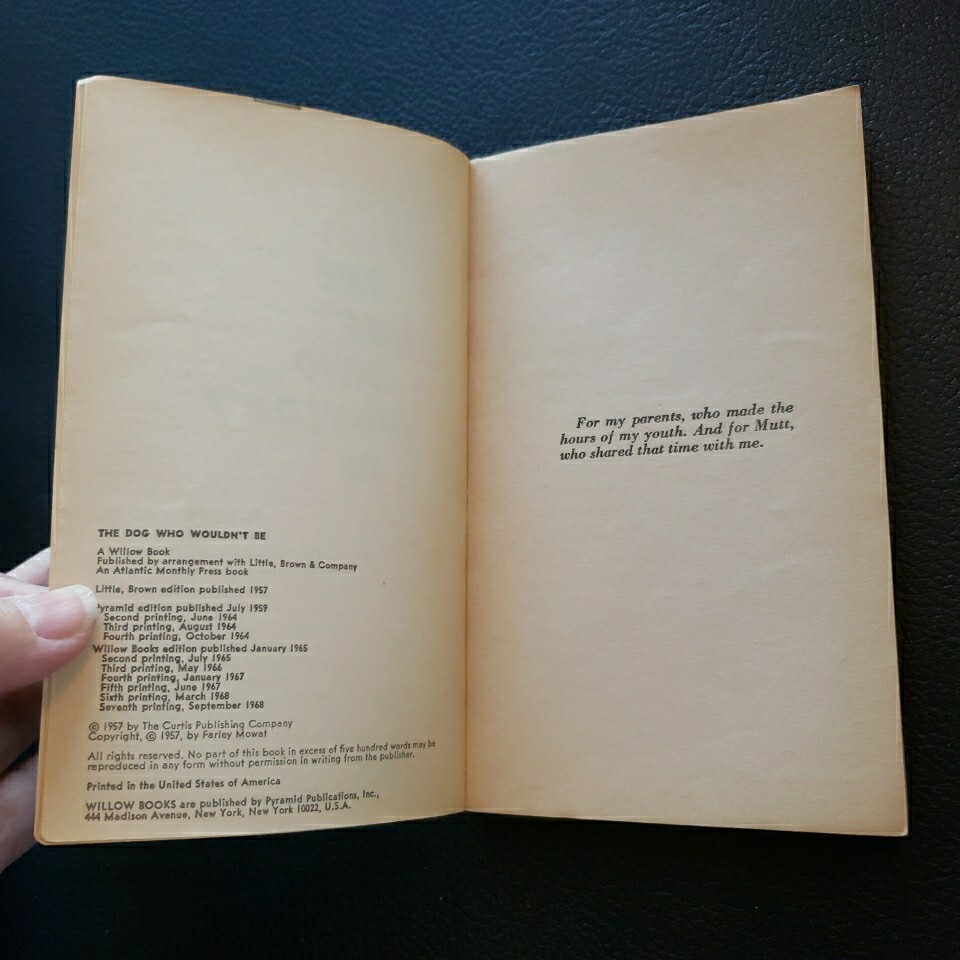 THE DOG WHO WOULDN'T BE
A Willow Book
Published by arrangement with Little, Brown & Company
An Atlantic Monthly Press book
Little, Brown edition published 1957
Pyramid edition published July 1959
Second printing, June 1964
Third printing, August 1964
Fourth printing, October 1964
Willow Books edition published January 1965
Second printing, July 1965
Third printing, May 1966
Fourth printing, January 1967
Fifth printing, June 1967
Sixth printing, March 1968
Seventh printing, September 1968
© 1957 by The Curtis Publishing Company
Copyright, © 1957, by Farley Mowat
All rights reserved. No part of this book in excess of five hundred words may be
reproduced in any form without permission in writing from the publisher.
Printed in the United States of America
WILLOW BOOKS are published by Pyramid Publications, Inc.,
444 Madison Avenue, New York, New York 10022, U.S.A.
For my parents, who made the
hours of my youth. And for Mutt,
who shared that time with me.